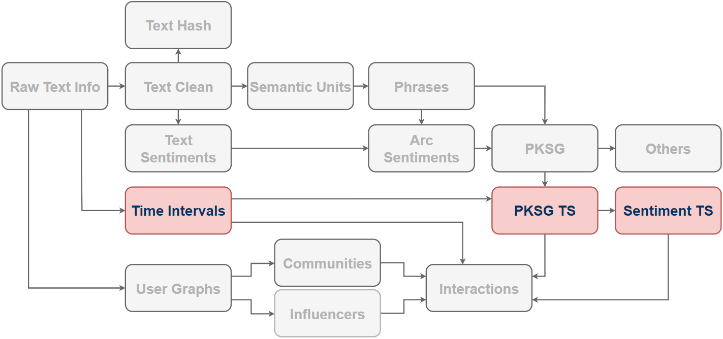 Text Hash
Raw Text Info
Text Clean
Semantic Units
Phrases
Text
Sentiments
Arc
Sentiments
PKSG
Others
Time Intervals
PKSG TS
Sentiment TS
User Graphs
Communities
Influencers
Interactions